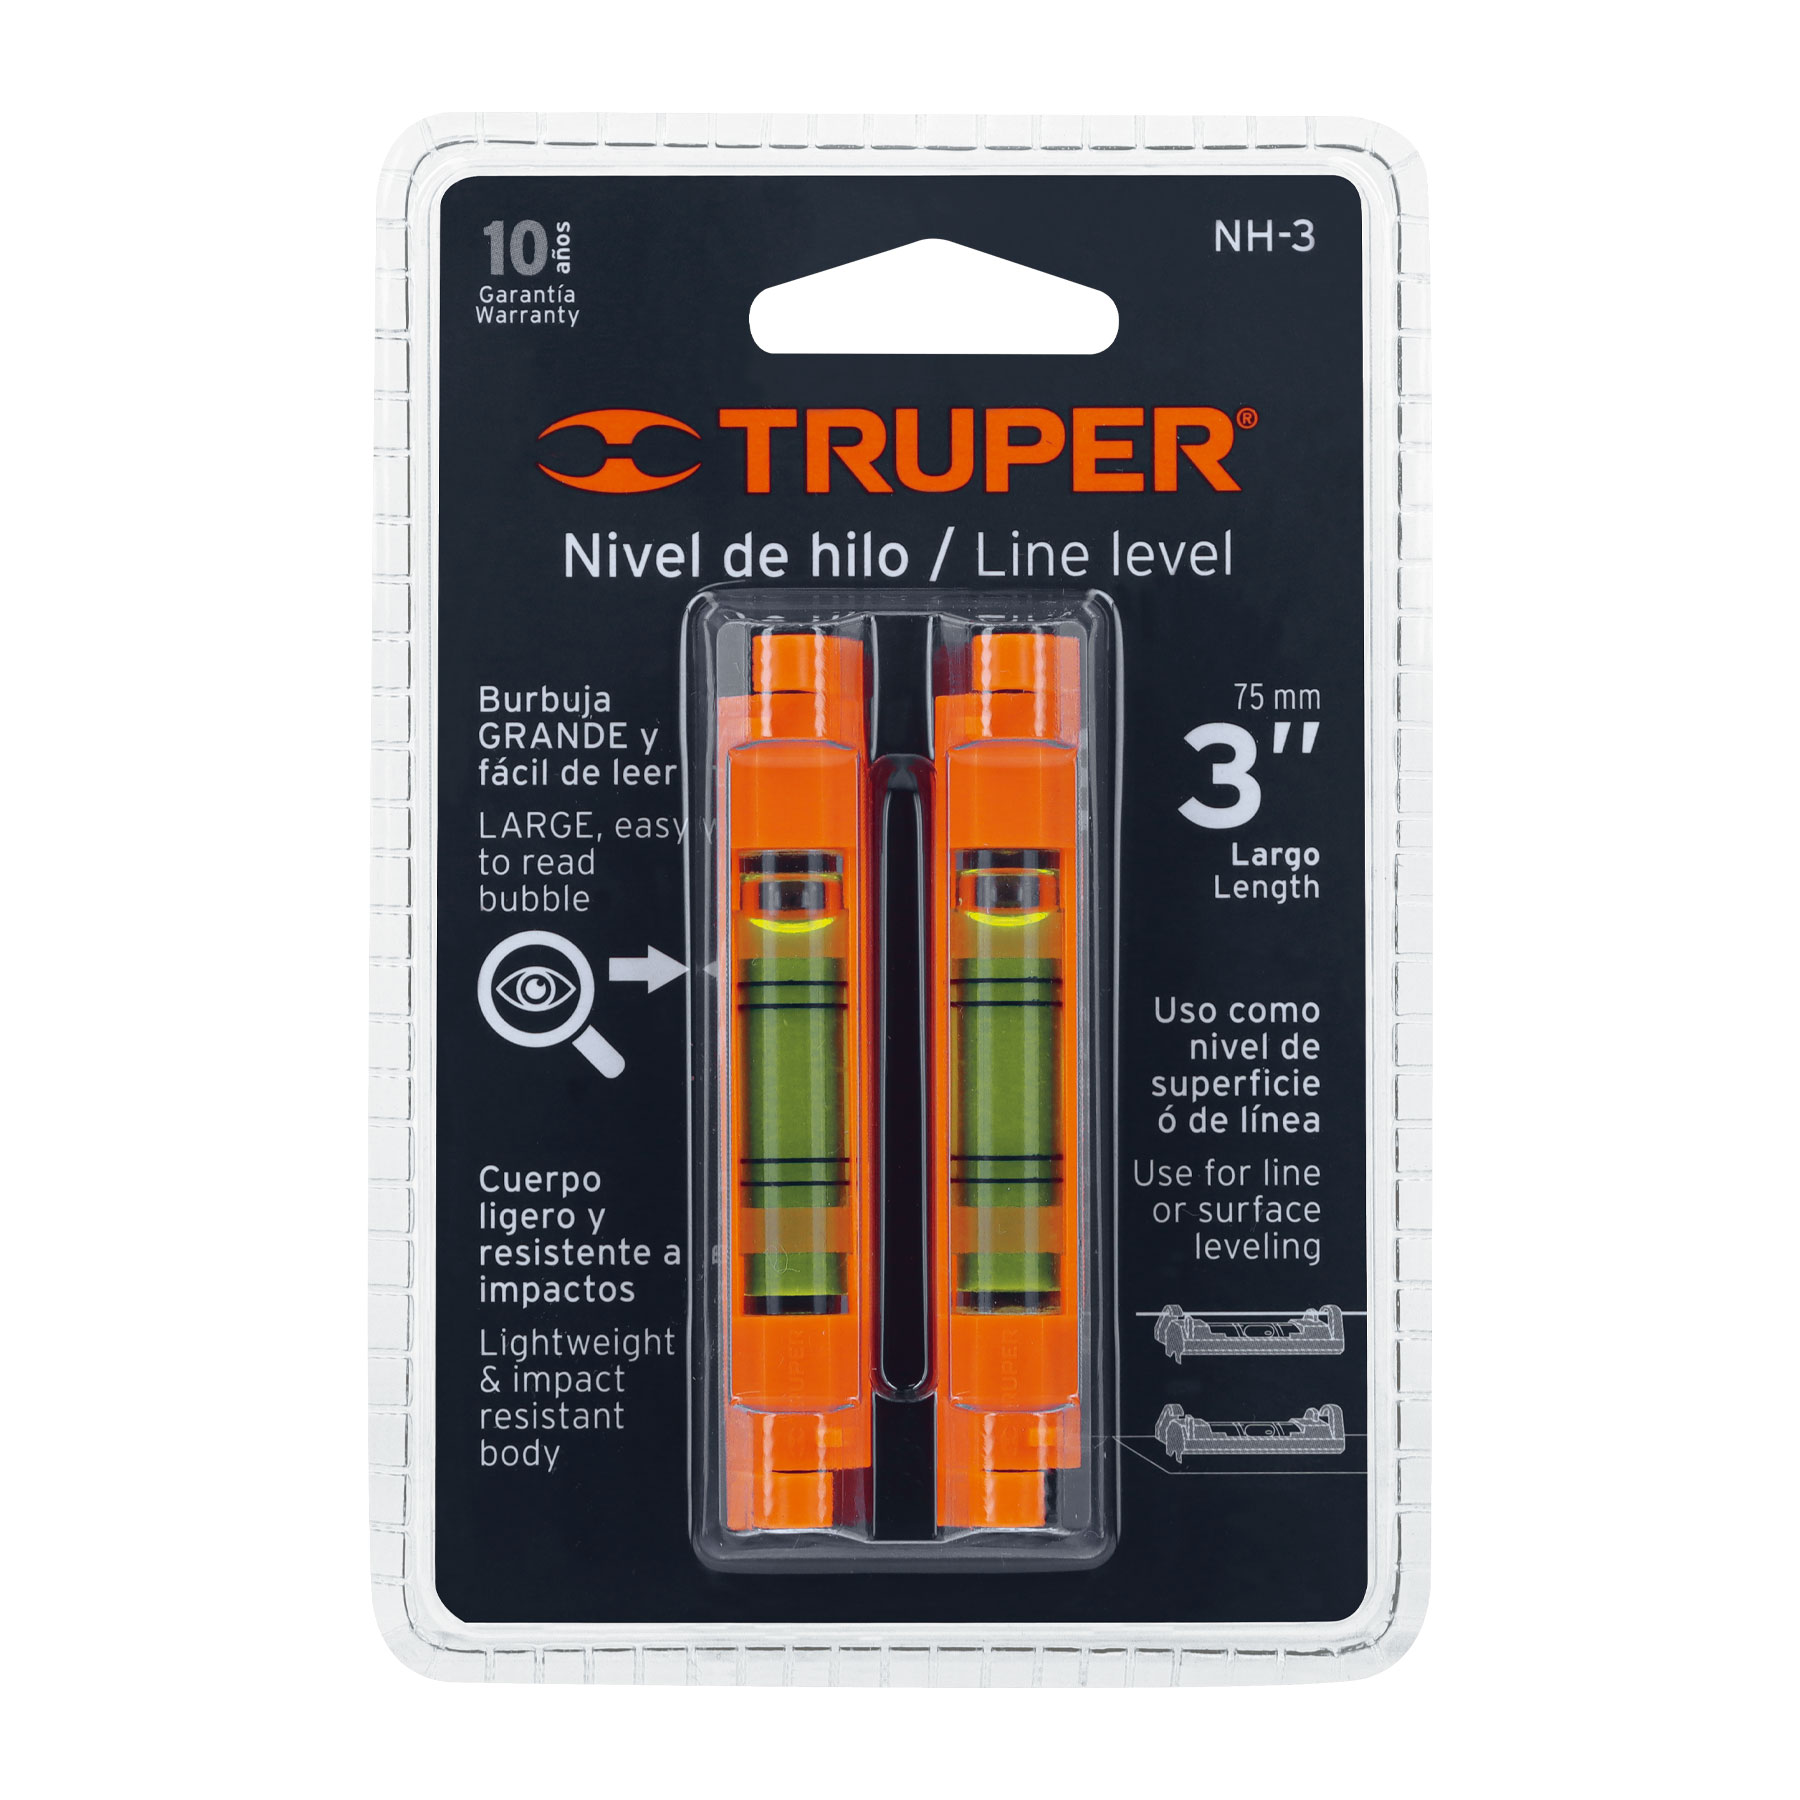 10 años
Garantía
Warranty
NH-3
TRUPER®
Nivel de hilo / Line level
Burbuja
GRANDE y
fácil de leer
LARGE, easy
to read
bubble
75 mm
3"
Largo
Length
Uso como
nivel de
superficie
ó de línea
Use for line
or surface
leveling
Cuerpo
ligero y
resistente a
impactos
Lightweight
& impact
resistant
body
TRUPER
TRUPER